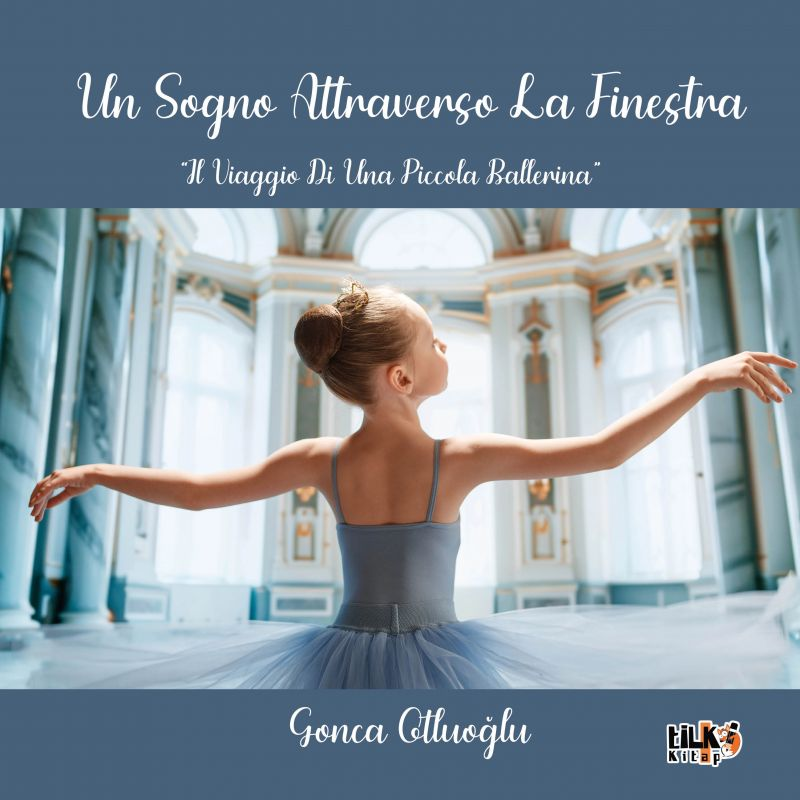 Un Sogno Attraverso La Finestra
“Il Viaggio Di Una Piccola Ballerina”
Gonca Otluoğlu
tilki
Kitap